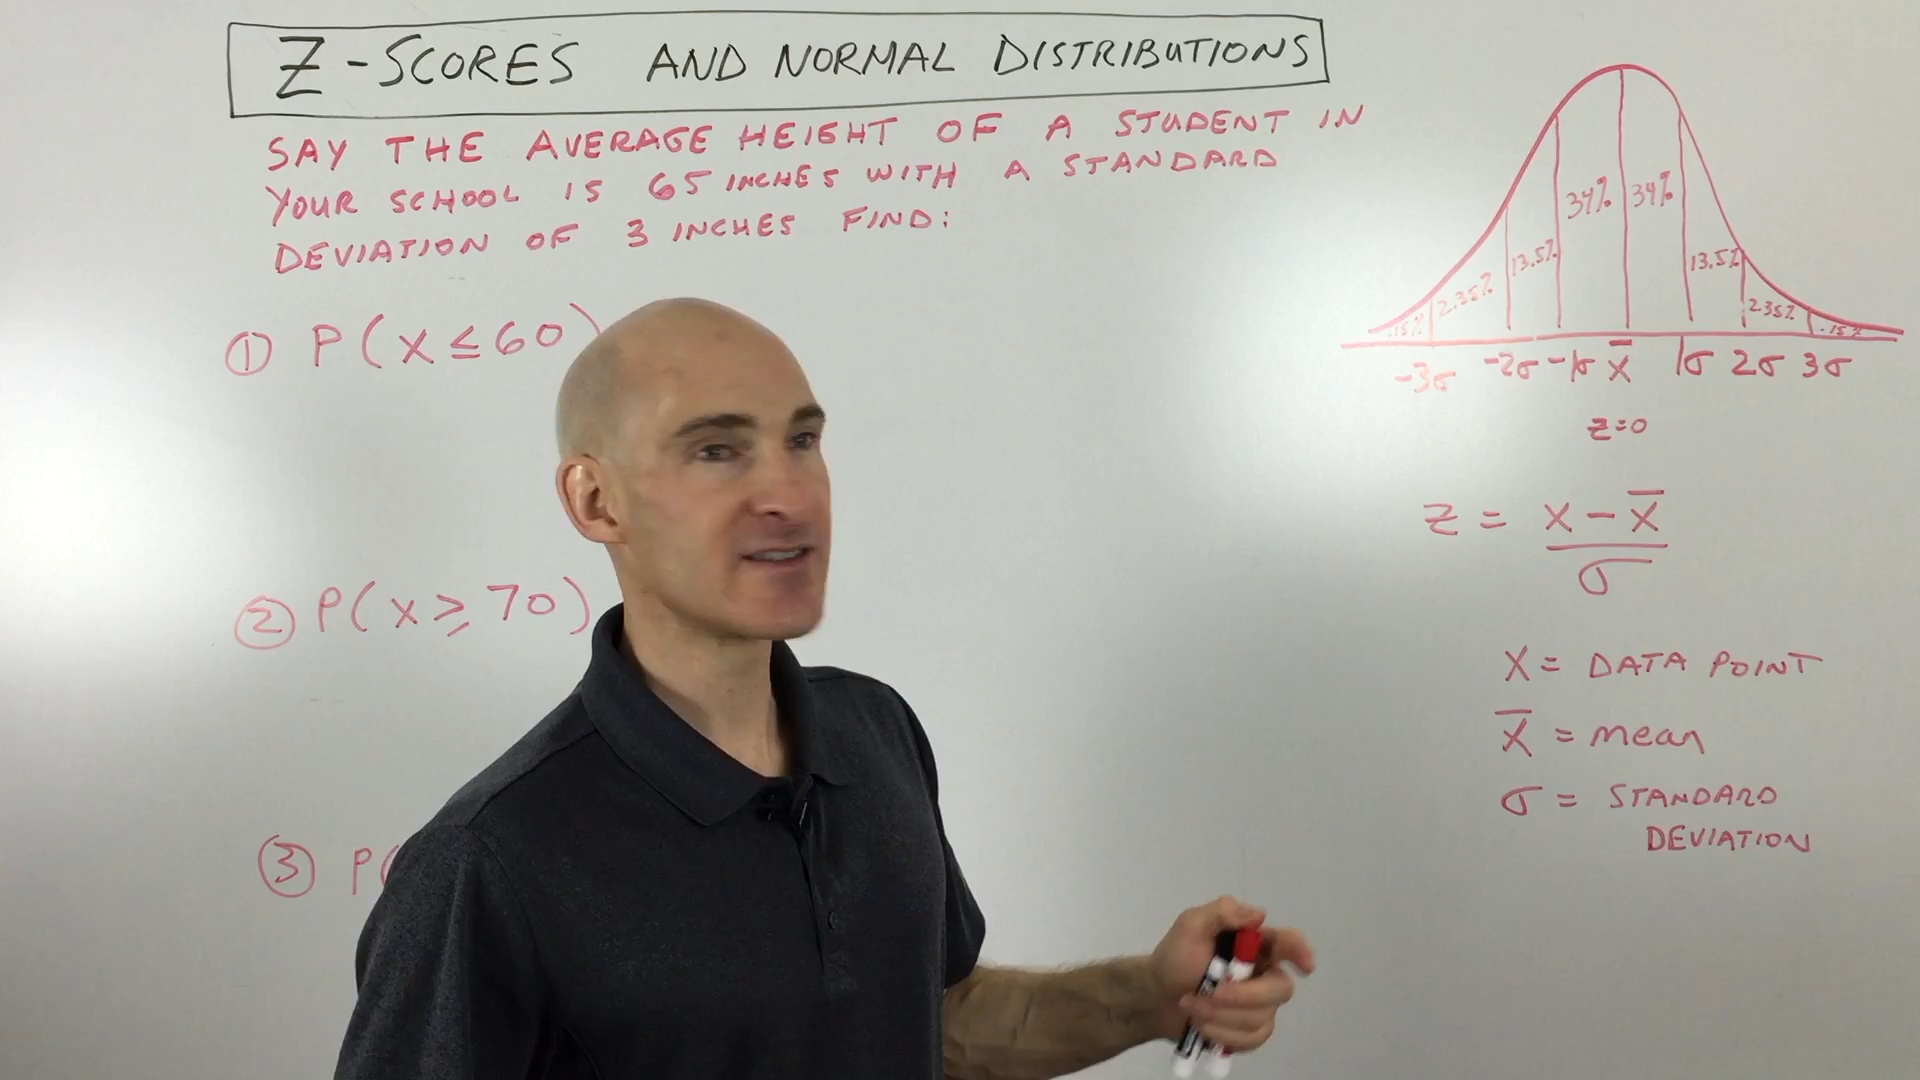 Z-SCORES AND NORMAL DISTRIBUTIONS
SAY THE AVERAGE HEIGHT OF A STUDENT IN
YOUR SCHOOL IS 65 INCHES WITH A STANDARD
DEVIATION OF 3 INCHES FIND:
① P(X≤60)
② P(X≥70)
③ P(
34% 34%
13.5% 13.5%
2.35% 2.35%
.15% .15%
-3σ -2σ -1σ x̅ 1σ 2σ 3σ
z=0
z = x - x̅
σ
X = DATA POINT
X̅ = mean
σ = STANDARD
DEVIATION